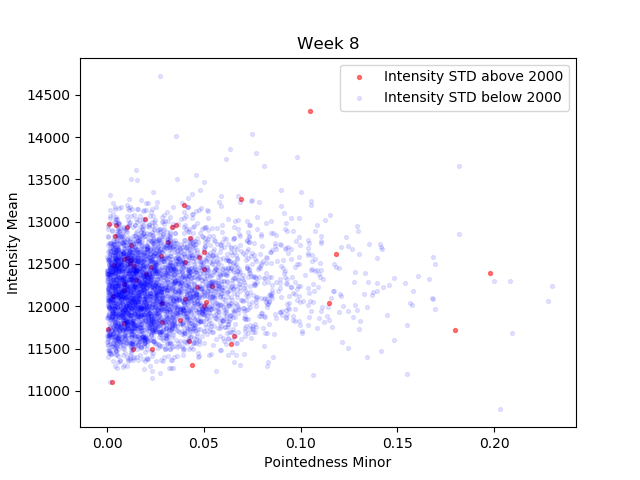 Week 8
Intensity STD above 2000
Intensity STD below 2000
14500
14000
13500
13000
12500
12000
11500
11000
Intensity Mean
0.00 0.05 0.10 0.15 0.20
Pointedness Minor